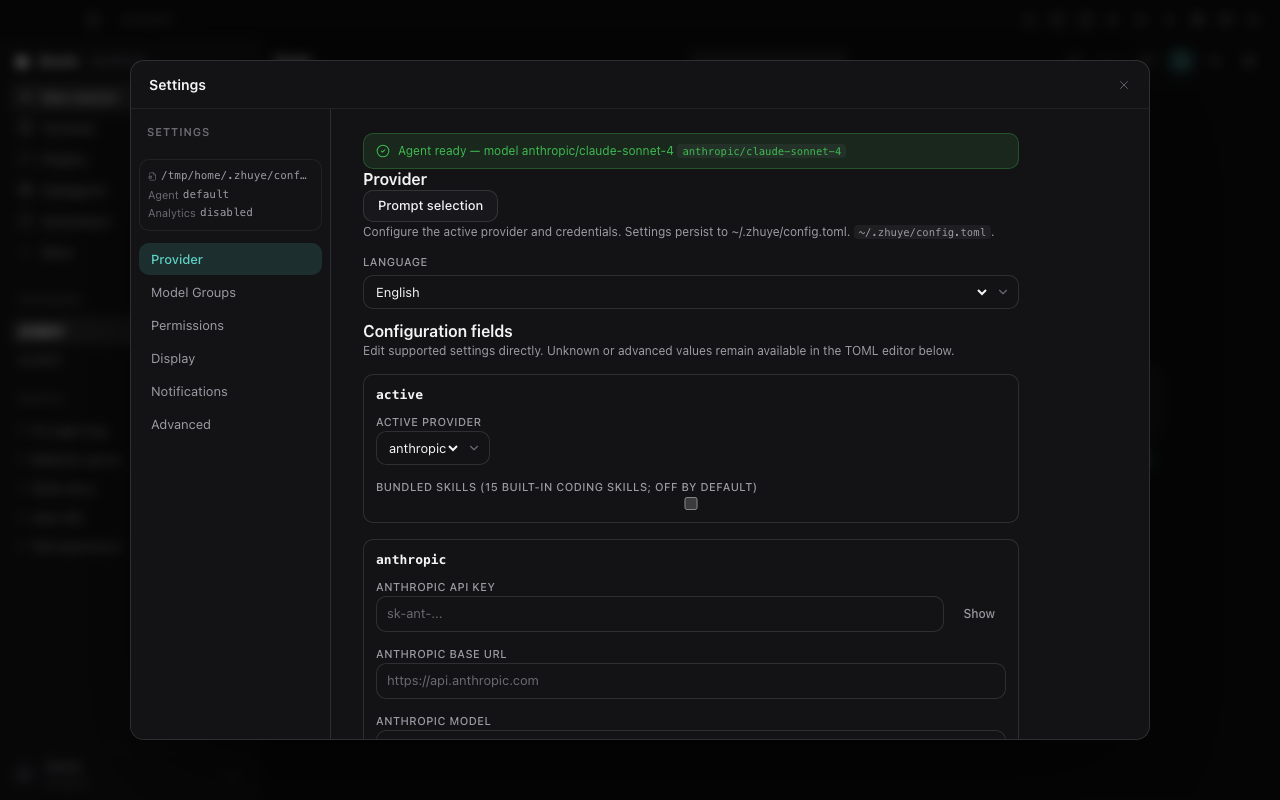 Settings
SETTINGS
/tmp/home/.zhuye/conf…
Agent default
Analytics disabled
Provider
Model Groups
Permissions
Display
Notifications
Advanced
Agent ready — model anthropic/claude-sonnet-4 anthropic/claude-sonnet-4
Provider
Prompt selection
Configure the active provider and credentials. Settings persist to ~/.zhuye/config.toml. ~/.zhuye/config.toml.
LANGUAGE
English
Configuration fields
Edit supported settings directly. Unknown or advanced values remain available in the TOML editor below.
active
ACTIVE PROVIDER
anthropic
BUNDLED SKILLS (15 BUILT-IN CODING SKILLS; OFF BY DEFAULT)
anthropic
ANTHROPIC API KEY
sk-ant-...
Show
ANTHROPIC BASE URL
https://api.anthropic.com
ANTHROPIC MODEL